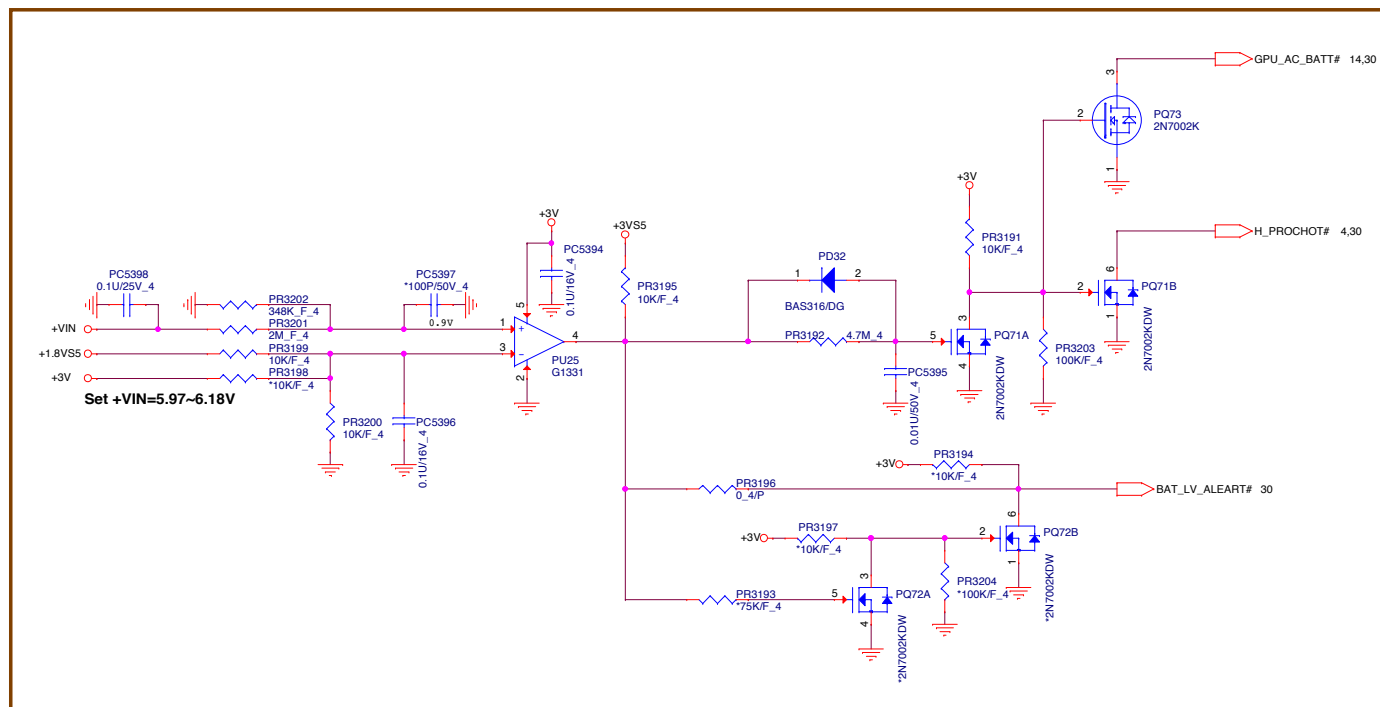 GPU_AC_BATT# 14,30
3
2
PQ73
2N7002K
1
+3V
H_PROCHOT# 4,30
+3V
+3VS5
PR3191
10K/F_4
PC5394
0.1U/16V_4
PD32
1
2
BAS316/DG
6
2
PQ71B
1
2N7002KDW
PC5398
0.1U/25V_4
PC5397
*100P/50V_4
0.9V
PR3195
10K/F_4
PR3202
348K_F_4
5
+VIN
PR3201
2M_F_4
1
+
4
PR3192
4.7M_4
3
5
PQ71A
4
2N7002KDW
PR3203
100K/F_4
+1.8VS5
PR3199
10K/F_4
3
−
PU25
G1331
2
+3V
PR3198
*10K/F_4
PC5395
0.01U/50V_4
Set +VIN=5.97~6.18V
PR3200
10K/F_4
PC5396
0.1U/16V_4
+3V
PR3194
*10K/F_4
PR3196
0_4/P
BAT_LV_ALEART# 30
6
+3V
PR3197
*10K/F_4
2
PQ72B
1
*2N7002KDW
3
PR3193
*75K/F_4
5
PQ72A
4
*2N7002KDW
PR3204
*100K/F_4